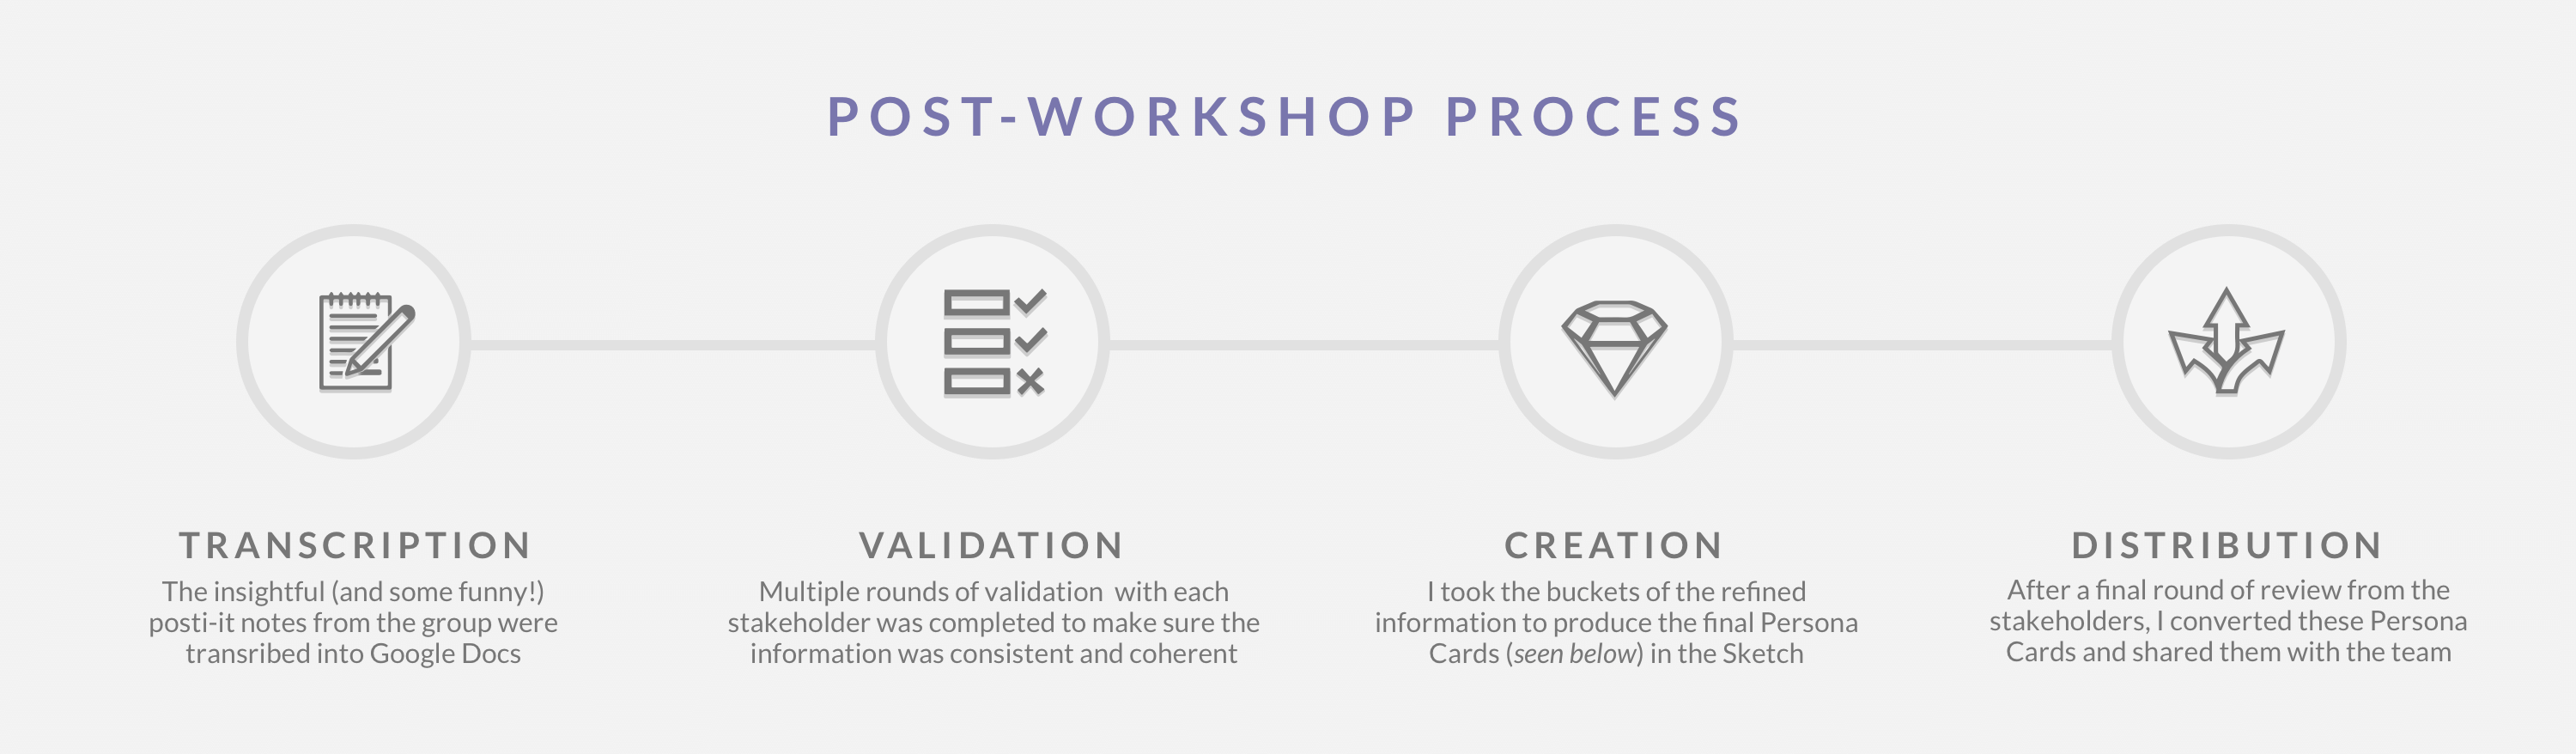 POST-WORKSHOP PROCESS
TRANSCRIPTION
The insightful (and some funny!)
posti-it notes from the group were
transribed into Google Docs
VALIDATION
Multiple rounds of validation  with each
stakeholder was completed to make sure the
information was consistent and coherent
CREATION
I took the buckets of the refined
information to produce the final Persona
Cards (seen below) in the Sketch
DISTRIBUTION
After a final round of review from the
stakeholders, I converted these Persona
Cards and shared them with the team